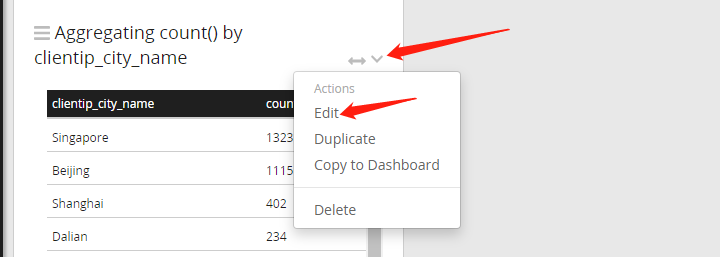 Aggregating count() by
clientip_city_name
Actions
Edit
Duplicate
Copy to Dashboard
Delete
clientip_city_name coun
Singapore 1323
Beijing 1115
Shanghai 402
Dalian 234